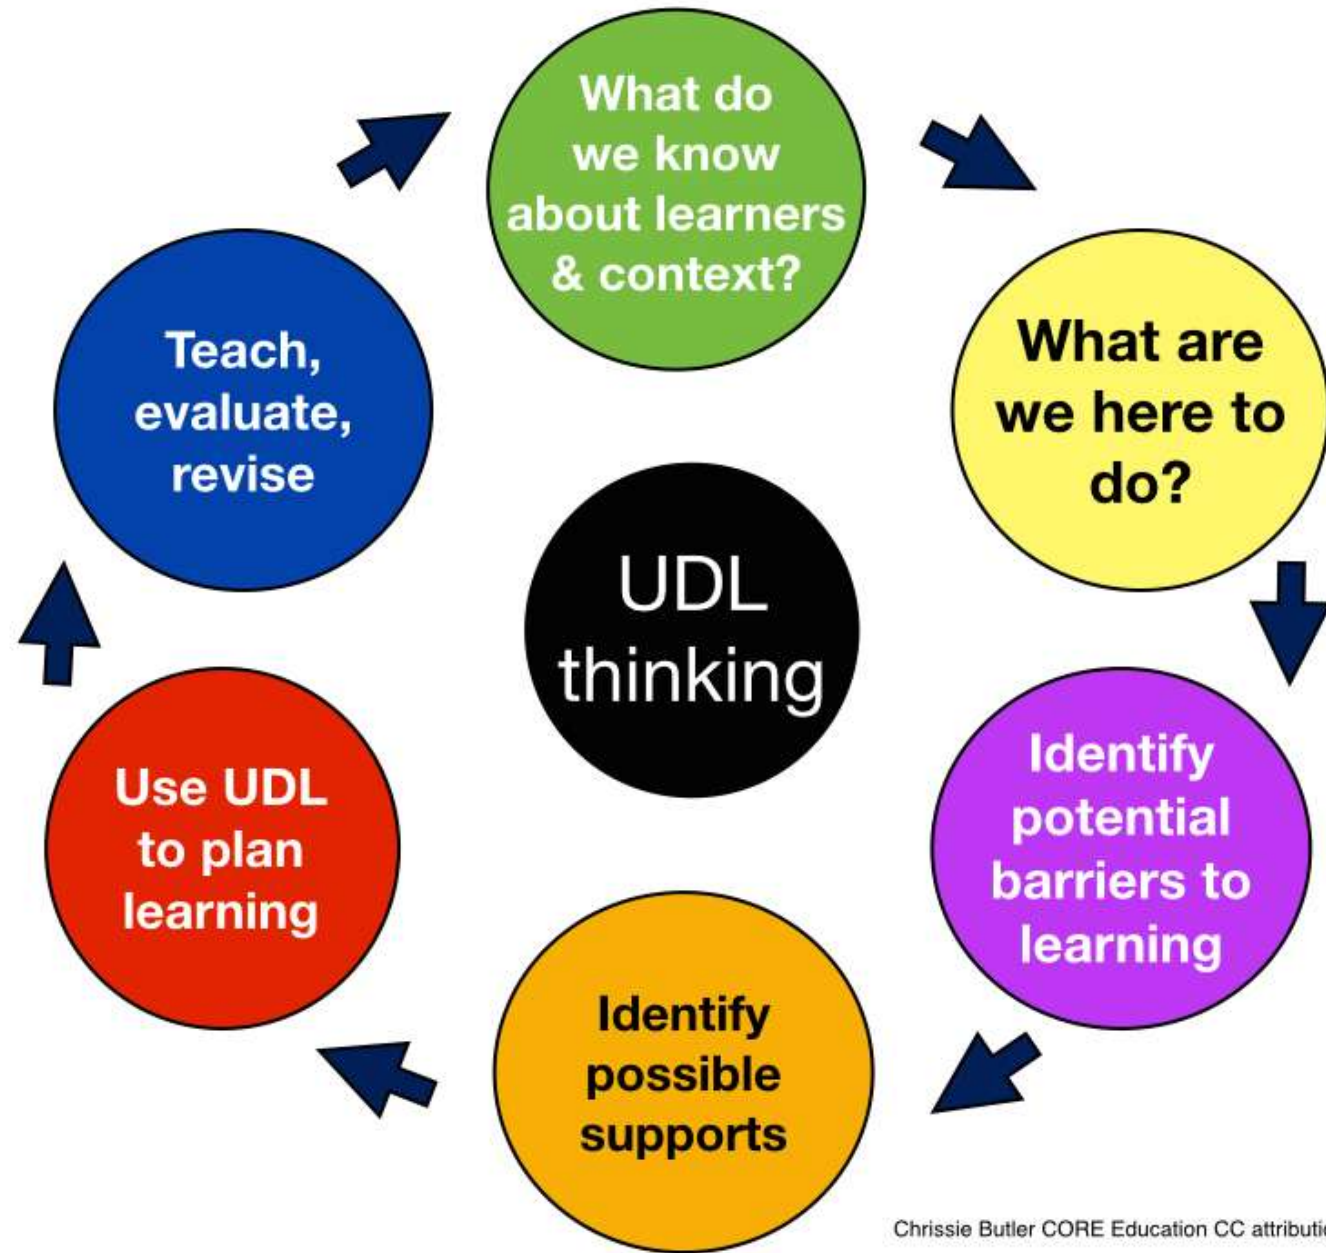 What do
we know
about learners
& context?
What are
we here to
do?
Identify
potential
barriers to
learning
Identify
possible
supports
Use UDL
to plan
learning
Teach,
evaluate,
revise
UDL
thinking
Chrissie Butler CORE Education CC